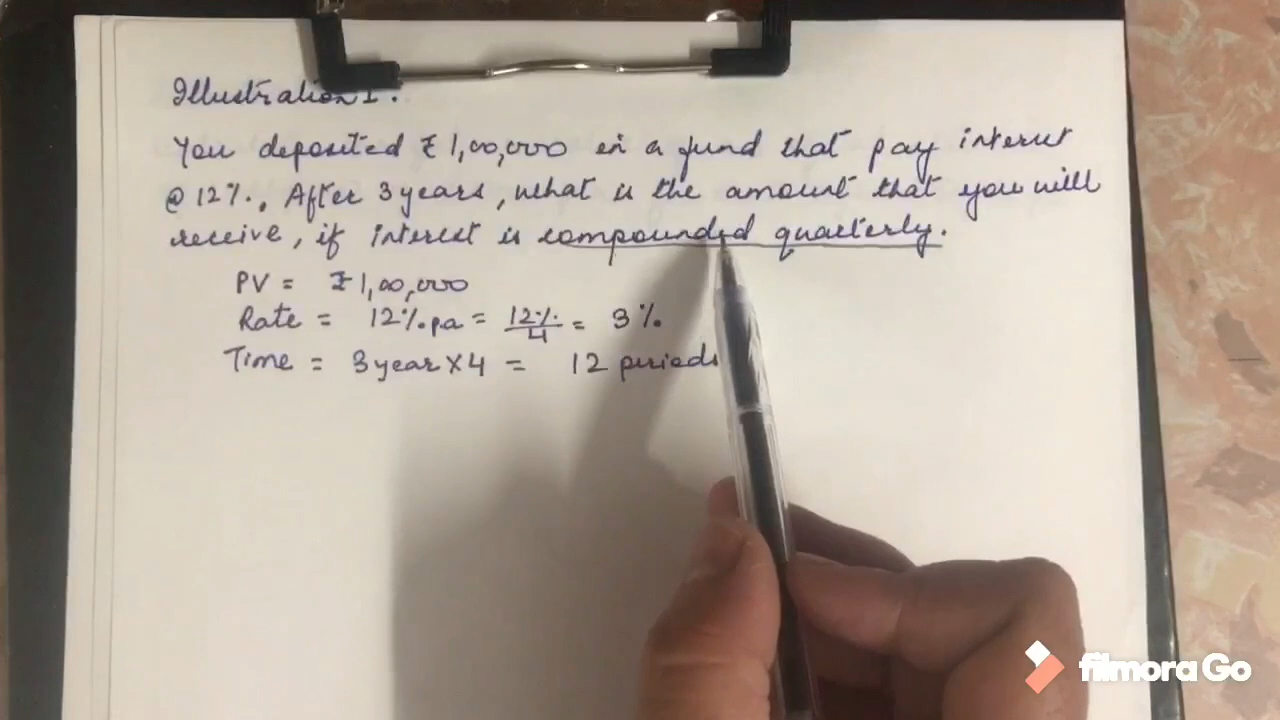 Illustration 1.
You deposited ₹ 1,00,000 in a fund that pay interest
@ 12%. After 3 years, what is the amount that you will
receive, if interest is compounded quarterly.
PV = ₹ 1,00,000
Rate = 12%.pa = 12%/4 = 3%
Time = 3 year × 4 = 12 periods
filmoraGo